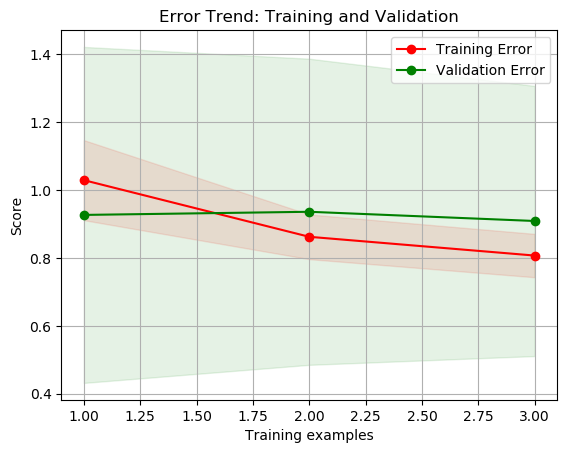 Error Trend: Training and Validation
Training Error
Validation Error
Score
1.4
1.2
1.0
0.8
0.6
0.4
1.00 1.25 1.50 1.75 2.00 2.25 2.50 2.75 3.00
Training examples